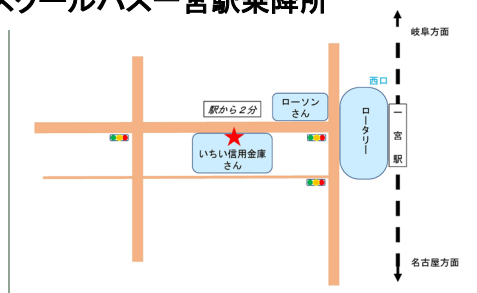 スクールバス一宮駅乗降所
岐阜方面
西口
駅から２分
ローソン
さん
ロータリー
一宮駅
いちい信用金庫
さん
名古屋方面